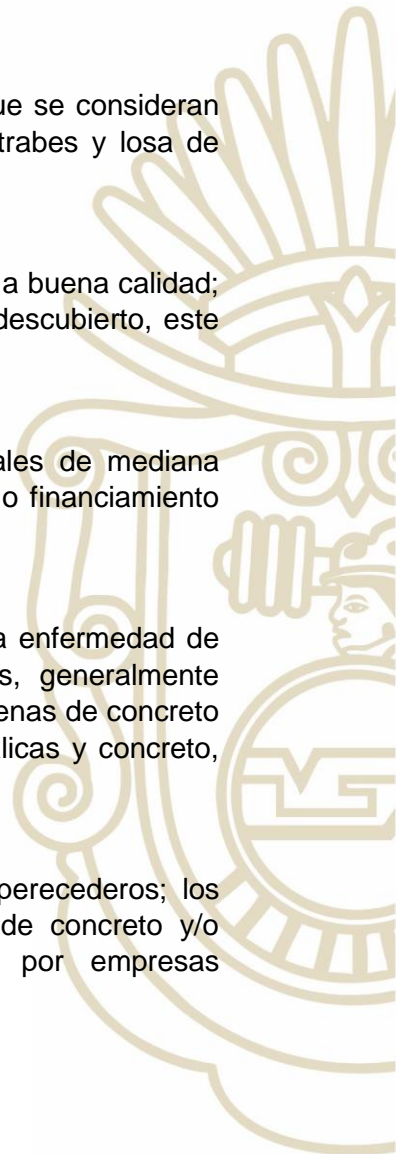 ue se consideran
trabes y losa de
a buena calidad;
descubierto, este
ales de mediana
o financiamiento
a enfermedad de
s, generalmente
enas de concreto
licas y concreto,
perecederos; los
de concreto y/o
por empresas